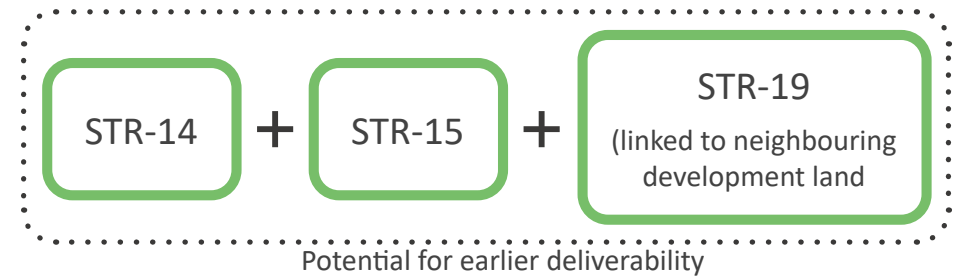 STR-14 + STR-15 + STR-19
(linked to neighbouring
development land
Potential for earlier deliverability